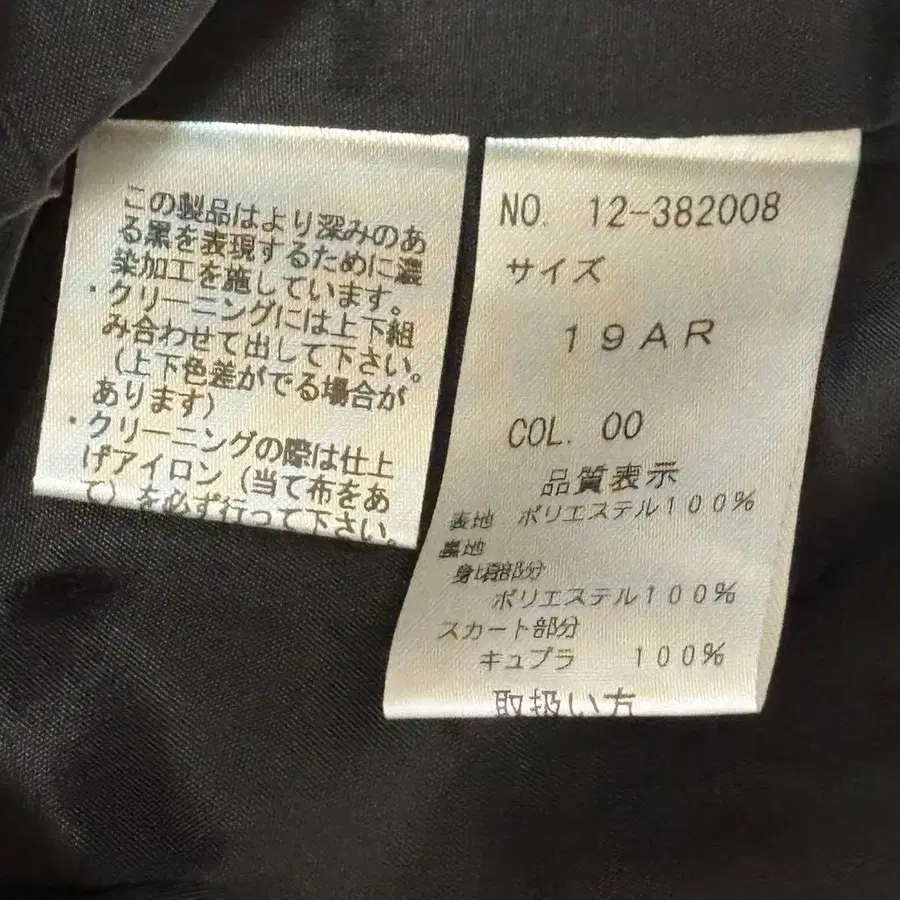 この製品はより深みのあ
る黒を表現するために濃
染加工を施しています。
・クリーニングには上下組
み合わせて出して下さい。
(上下色差がでる場合が
あります)
・クリーニングの際は仕上
げアイロン(当て布をあ
て)を必ず行って下さい。
NO. 12-382008
サイズ
19AR
COL. 00
品質表示
表地 ポリエステル100%
裏地
身頃部分
ポリエステル100%
スカート部分
キュプラ 100%
取扱い方